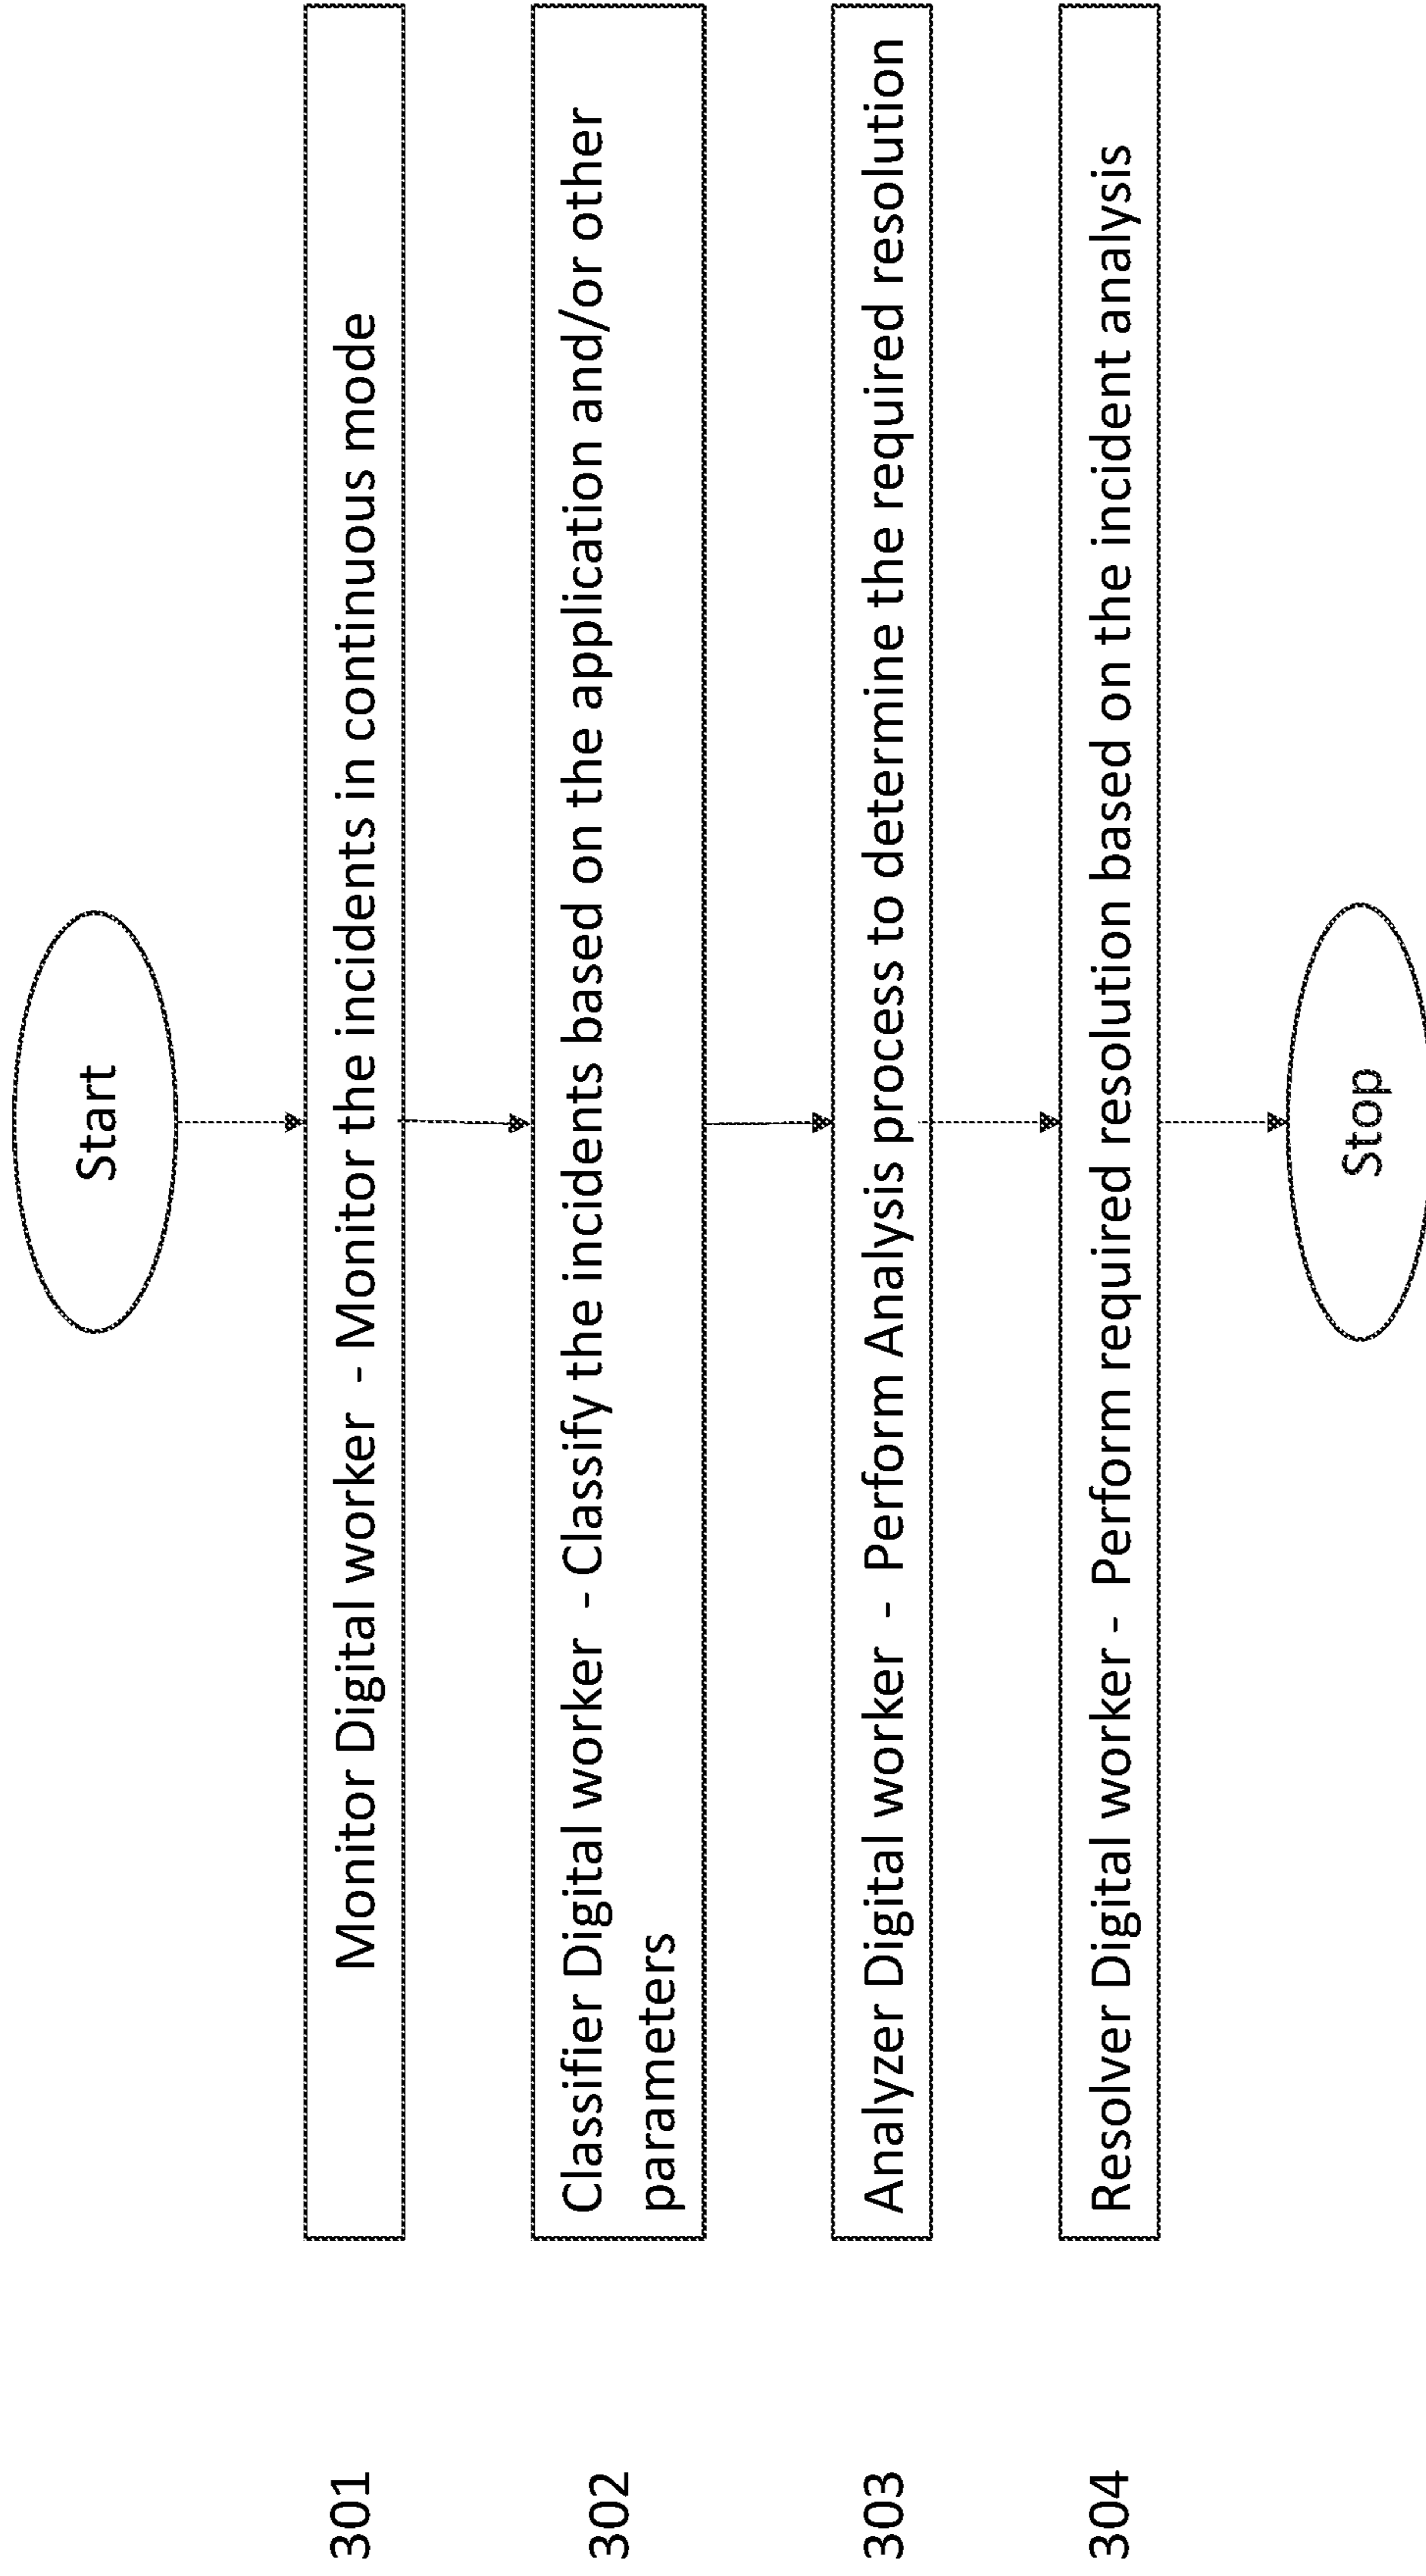 Start
301
Monitor Digital worker - Monitor the incidents in continuous mode
302
Classifier Digital worker - Classify the incidents based on the application and/or other
parameters
303
Analyzer Digital worker - Perform Analysis process to determine the required resolution
304
Resolver Digital worker - Perform required resolution based on the incident analysis
Stop